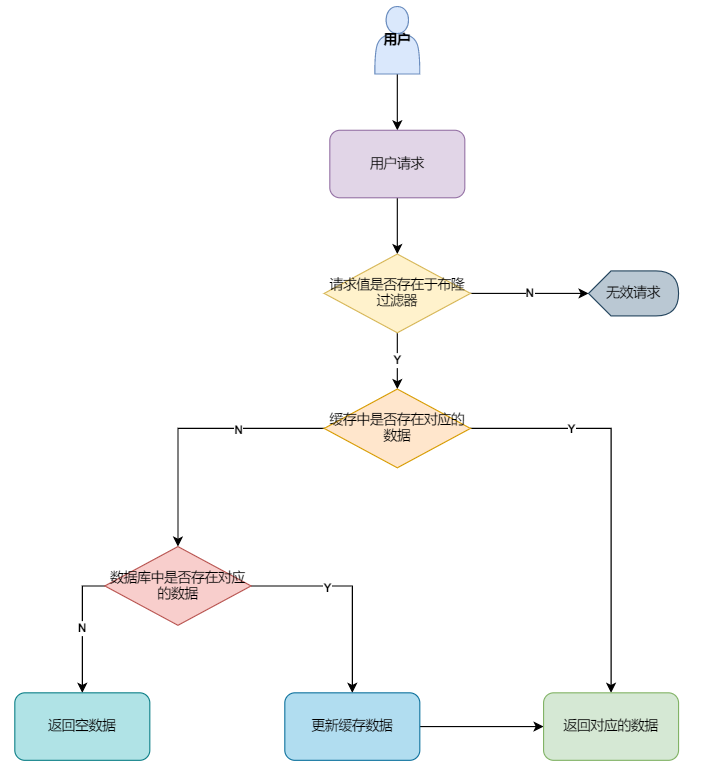 用户
用户请求
请求值是否存在于布隆
过滤器
N
无效请求
Y
缓存中是否存在对应的
数据
N
Y
数据库中是否存在对应
的数据
N
Y
返回空数据
更新缓存数据
返回对应的数据